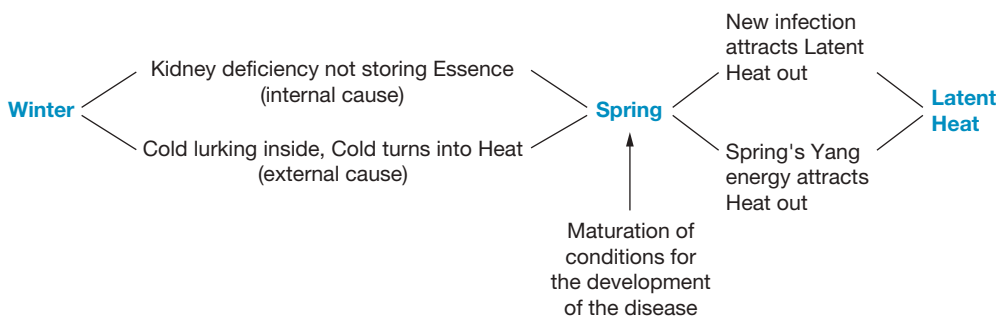 Winter
Kidney deficiency not storing Essence
(internal cause)
Cold lurking inside, Cold turns into Heat
(external cause)
Spring
Maturation of
conditions for
the development
of the disease
New infection
attracts Latent
Heat out
Spring's Yang
energy attracts
Heat out
Latent
Heat